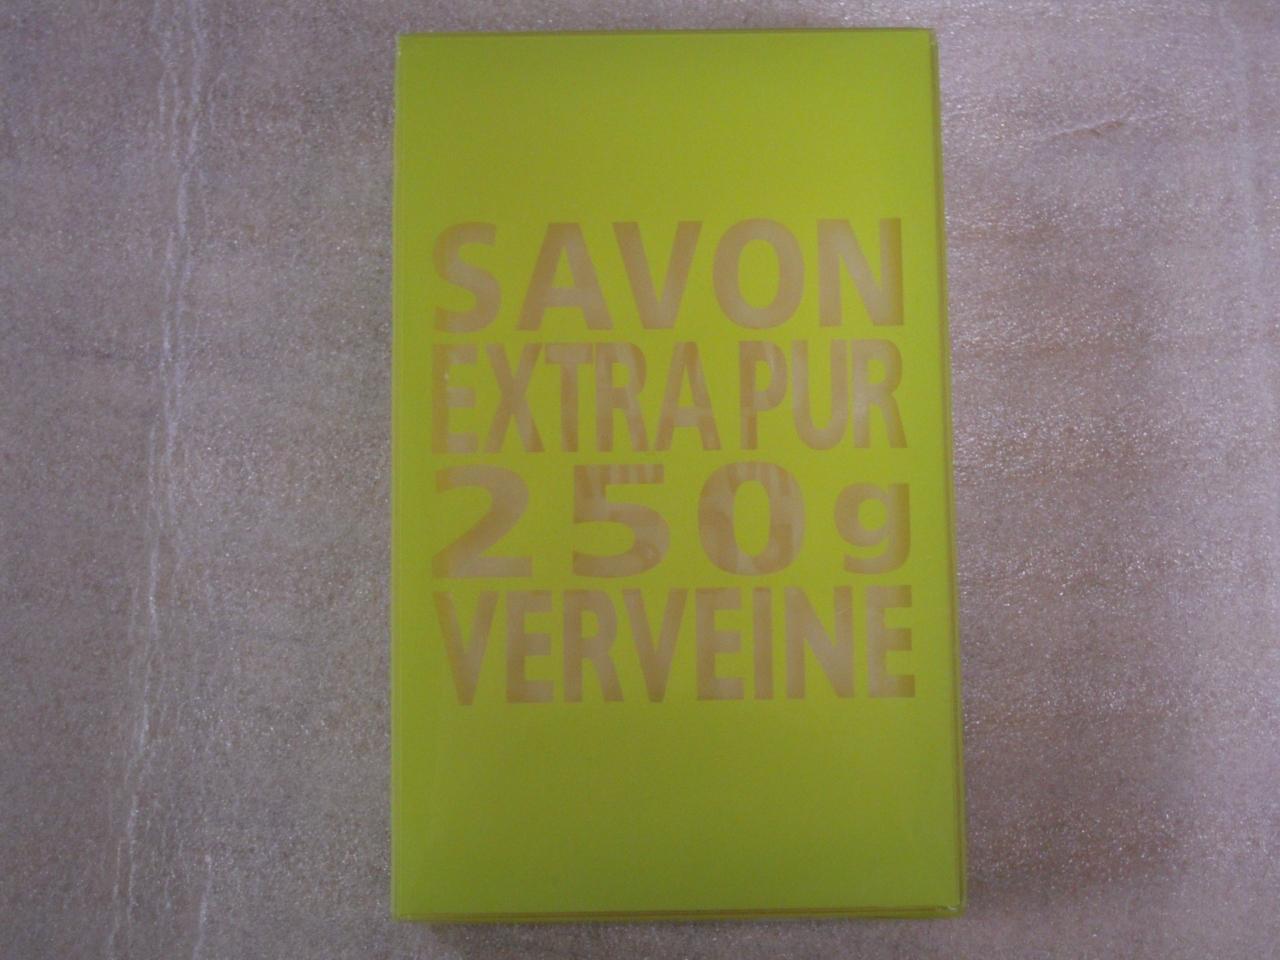 SAVON
EXTRA PUR
250g
VERVEINE